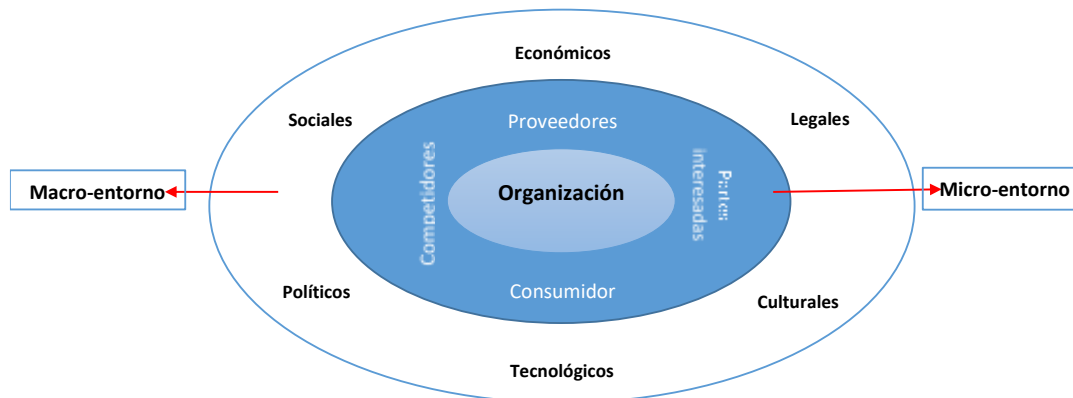 Económicos
Sociales
Legales
Proveedores
Competidores
interesadas
Macro-entorno
Organización
Micro-entorno
Políticos
Consumidor
Culturales
Tecnológicos